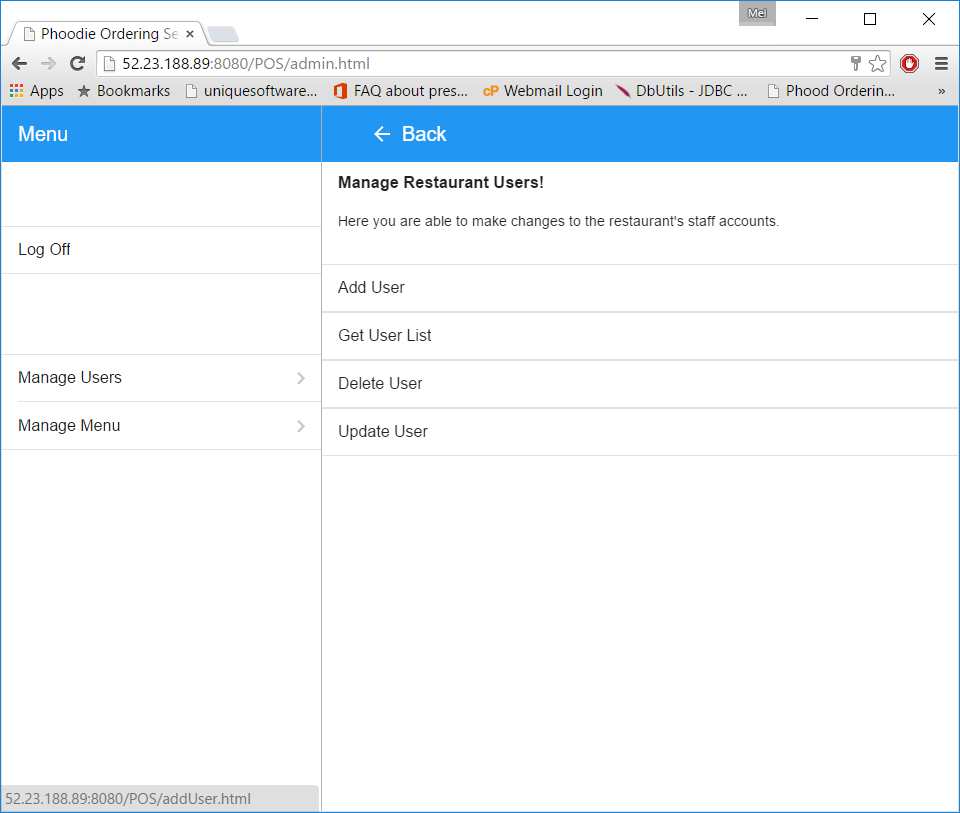 Mel
Phoodie Ordering Se
52.23.188.89:8080/POS/admin.html
Apps Bookmarks uniquesoftware... FAQ about pres... cP Webmail Login DbUtils - JDBC ... Phood Orderin... »
Menu
Back
Manage Restaurant Users!
Here you are able to make changes to the restaurant's staff accounts.
Log Off
Add User
Get User List
Manage Users
Delete User
Manage Menu
Update User
52.23.188.89:8080/POS/addUser.html